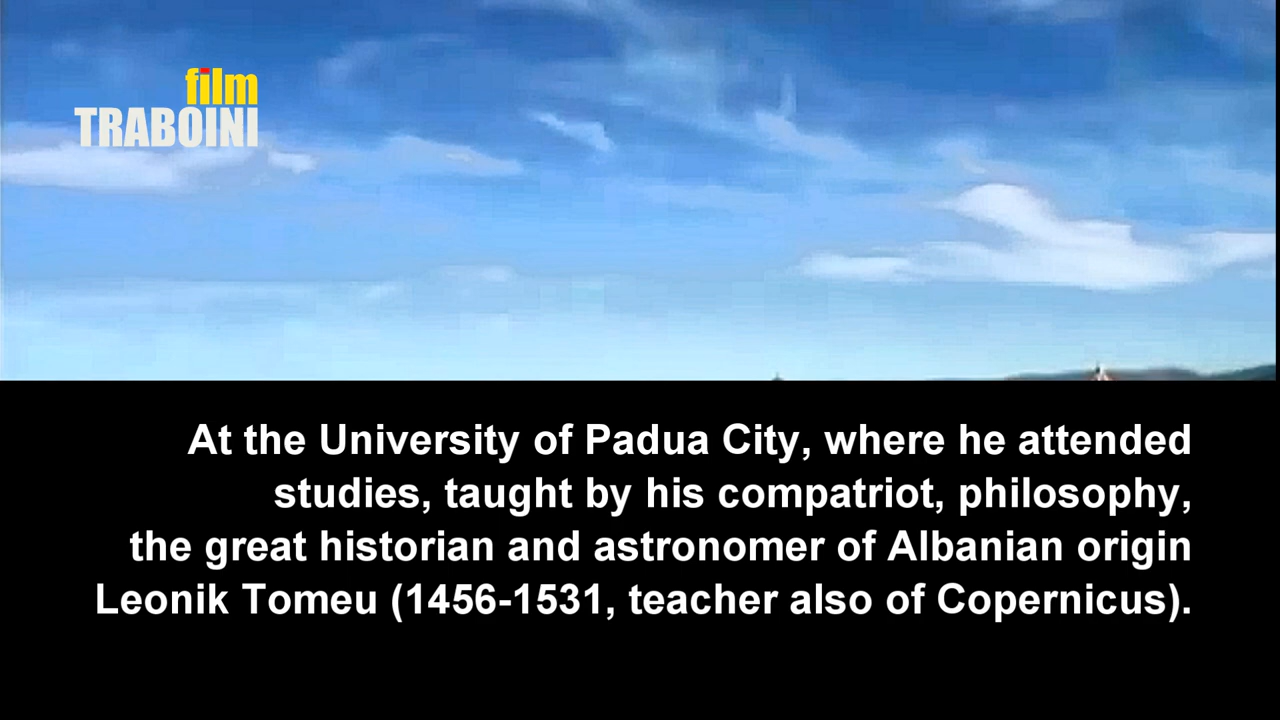 film
TRABOINI
At the University of Padua City, where he attended
studies, taught by his compatriot, philosophy,
the great historian and astronomer of Albanian origin
Leonik Tomeu (1456-1531, teacher also of Copernicus).